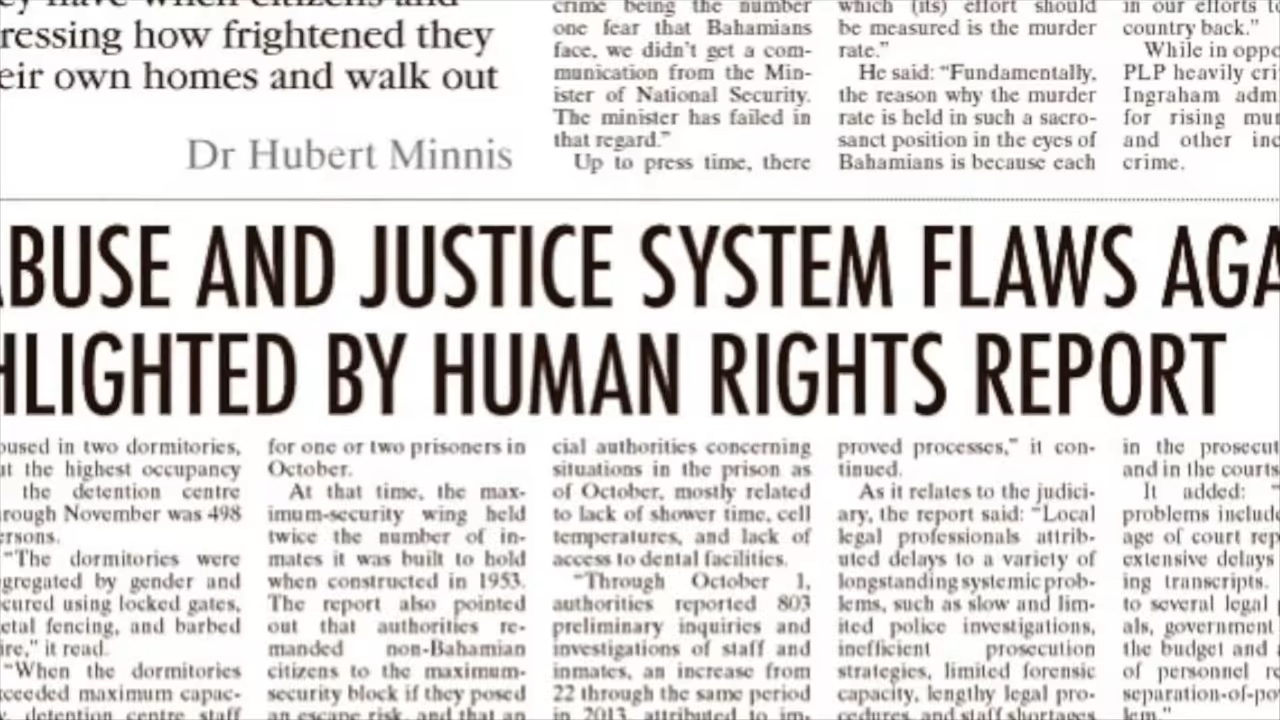 ressing how frightened they
eir own homes and walk out
Dr Hubert Minnis
crime being the number
one fear that Bahamians
face, we didn't get a com-
munication from the Min-
ister of National Security.
The minister has failed in
that regard."
Up to press time, there
which (its) effort should
be measured is the murder
rate."
He said: "Fundamentally,
the reason why the murder
rate is held in such a sacro-
sanct position in the eyes of
Bahamians is because each
in our efforts to
country back."
While in oppo
PLP heavily cri
Ingraham adm
for rising mur
and other inc
crime.
ABUSE AND JUSTICE SYSTEM FLAWS AGA
HLIGHTED BY HUMAN RIGHTS REPORT
oused in two dormitories,
at the highest occupancy
the detention centre
rough November was 498
ersons.
"The dormitories were
gregated by gender and
cured using locked gates,
etal fencing, and barbed
ire," it read.
"When the dormitories
ceeded maximum capac-
detention centre staff
for one or two prisoners in
October.
At that time, the max-
imum-security wing held
twice the number of in-
mates it was built to hold
when constructed in 1953.
The report also pointed
out that authorities re-
manded non-Bahamian
citizens to the maximum-
security block if they posed
an escape risk, and that an
cial authorities concerning
situations in the prison as
of October, mostly related
to lack of shower time, cell
temperatures, and lack of
access to dental facilities.
"Through October 1,
authorities reported 803
preliminary inquiries and
investigations of staff and
inmates, an increase from
22 through the same period
in 2013, attributed to im-
proved processes," it con-
tinued.
As it relates to the judici-
ary, the report said: "Local
legal professionals attrib-
uted delays to a variety of
longstanding systemic prob-
lems, such as slow and lim-
ited police investigations,
inefficient prosecution
strategies, limited forensic
capacity, lengthy legal pro-
cedures, and staff shortages
in the prosecut
and in the courts
It added: "
problems include
age of court rep
extensive delays
ing transcripts.
to several legal
als, government
the budget and a
of personnel re
separation-of-po
lem."